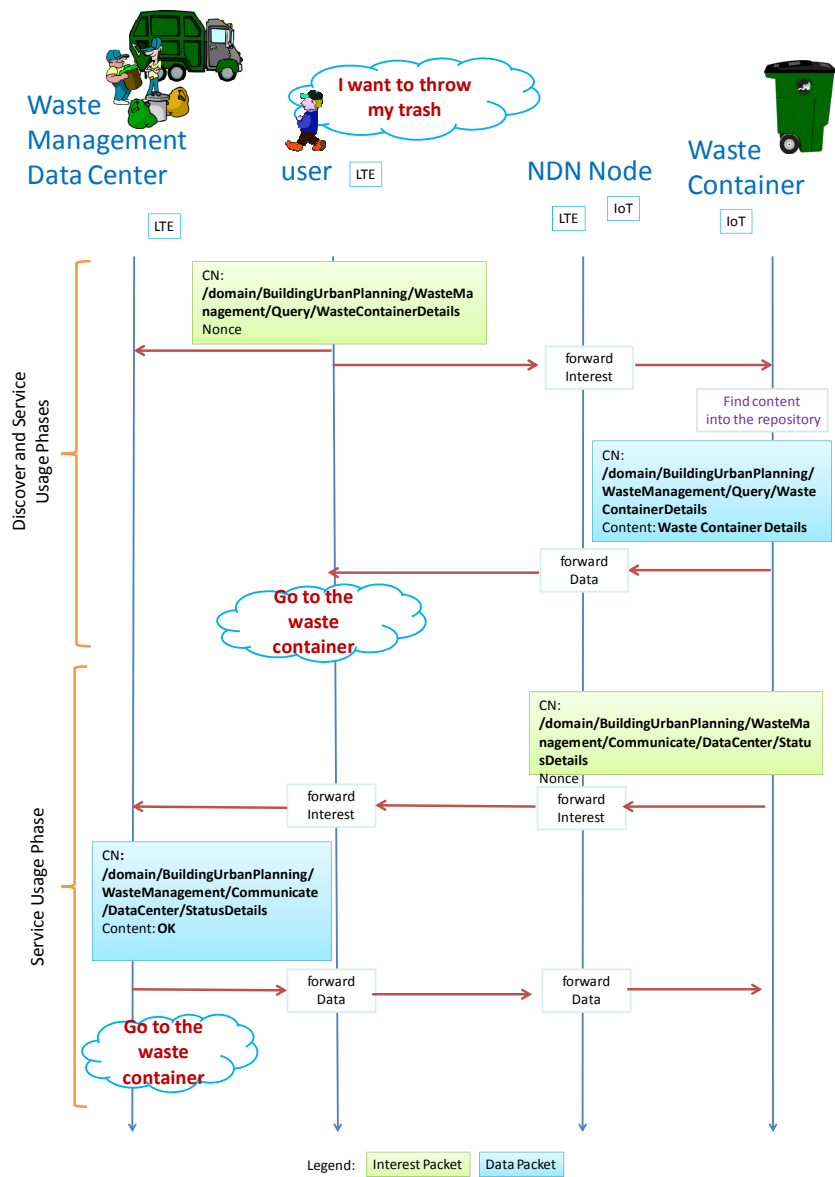 I want to throw
my trash
Waste
Management
Data Center
user
LTE
NDN Node
Waste
Container
LTE
LTE
IoT
IoT
Discover and Service
Usage Phases
CN:
/domain/BuildingUrbanPlanning/WasteMa
nagement/Query/WasteContainerDetails
Nonce
forward
Interest
Find content
into the repository
CN:
/domain/BuildingUrbanPlanning/
WasteManagement/Query/Waste
ContainerDetails
Content: Waste Container Details
forward
Data
Go to the
waste
container
Service Usage Phase
CN:
/domain/BuildingUrbanPlanning/WasteMa
nagement/Communicate/DataCenter/Statu
sDetails
Nonce
forward
Interest
forward
Interest
CN:
/domain/BuildingUrbanPlanning/
WasteManagement/Communicate
/DataCenter/StatusDetails
Content: OK
forward
Data
forward
Data
Go to the
waste
container
Legend:
Interest Packet
Data Packet